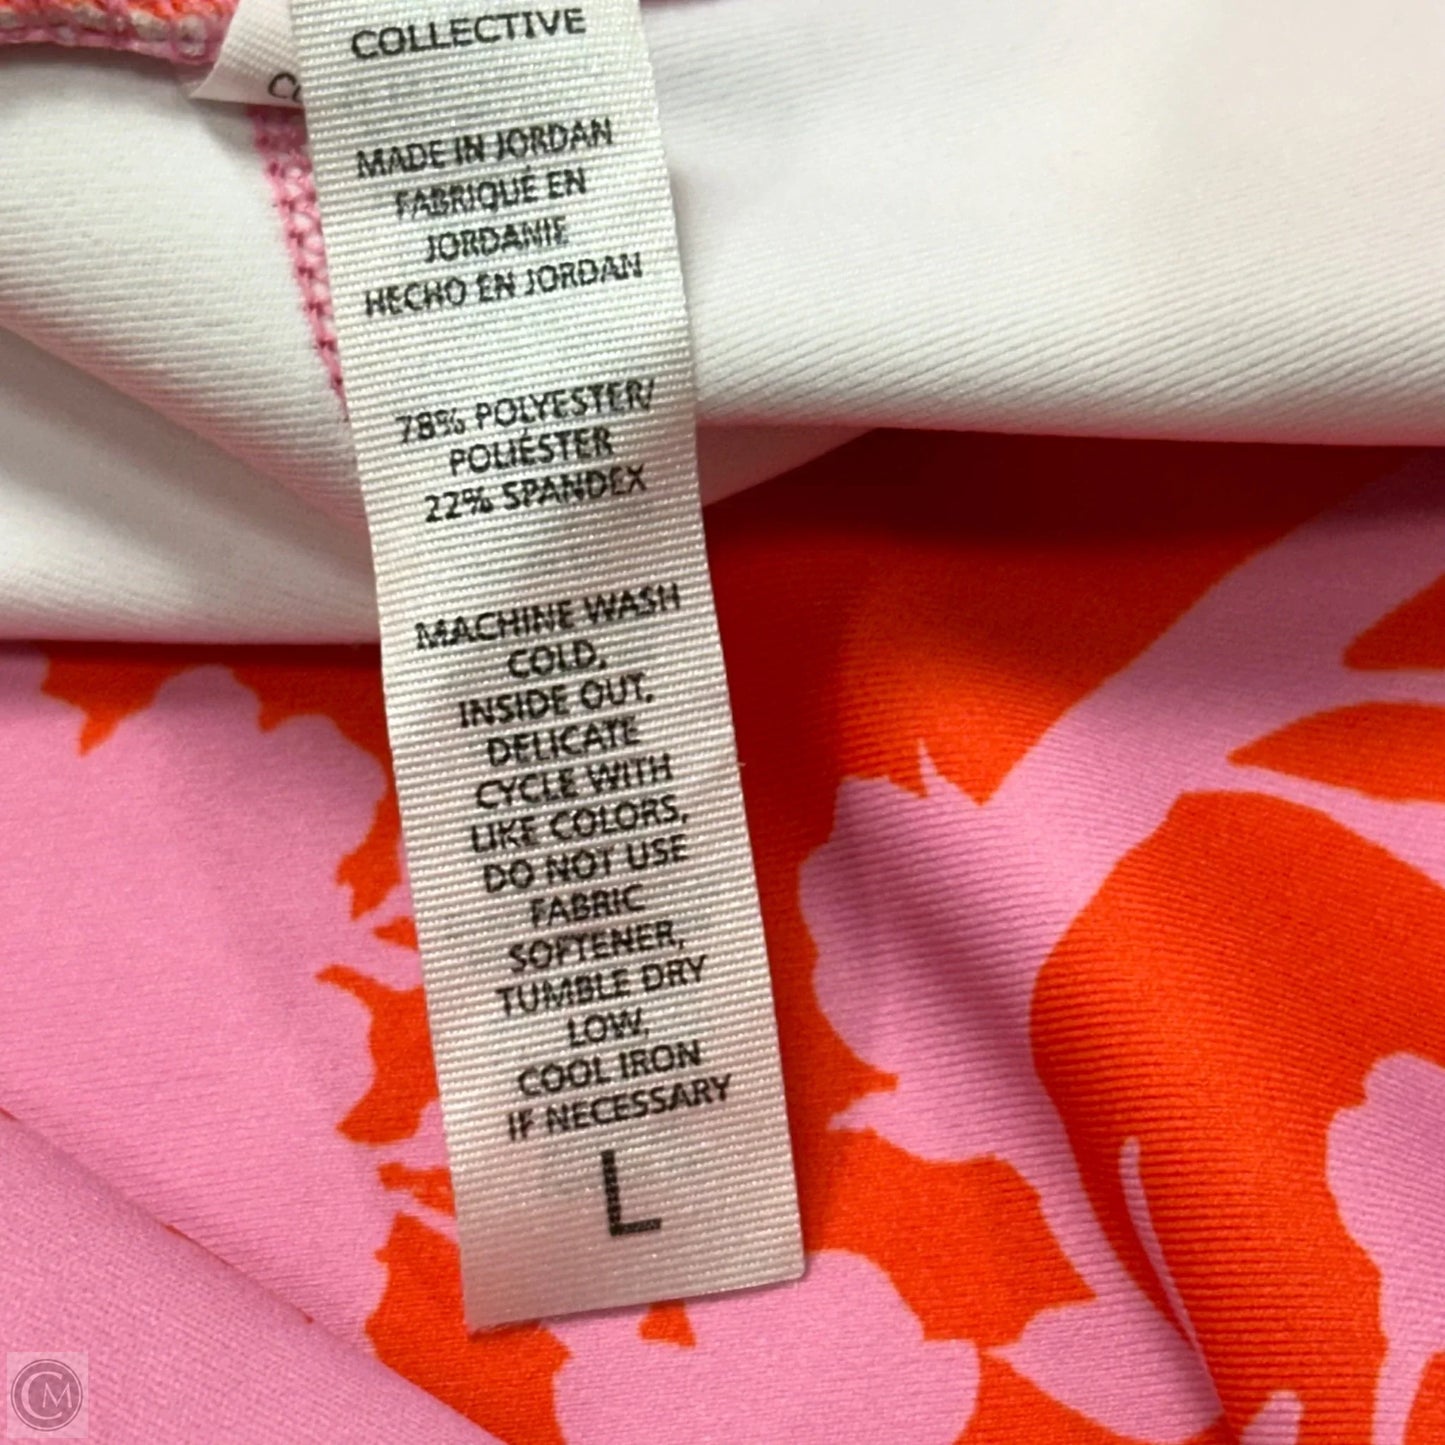 COLLECTIVE
MADE IN JORDAN
FABRIQUÉ EN
JORDANIE
HECHO EN JORDAN
78% POLYESTER/
POLIÉSTER
22% SPANDEX
MACHINE WASH
COLD,
INSIDE OUT,
DELICATE
CYCLE WITH
LIKE COLORS,
DO NOT USE
FABRIC
SOFTENER,
TUMBLE DRY
LOW,
COOL IRON
IF NECESSARY
L
CM